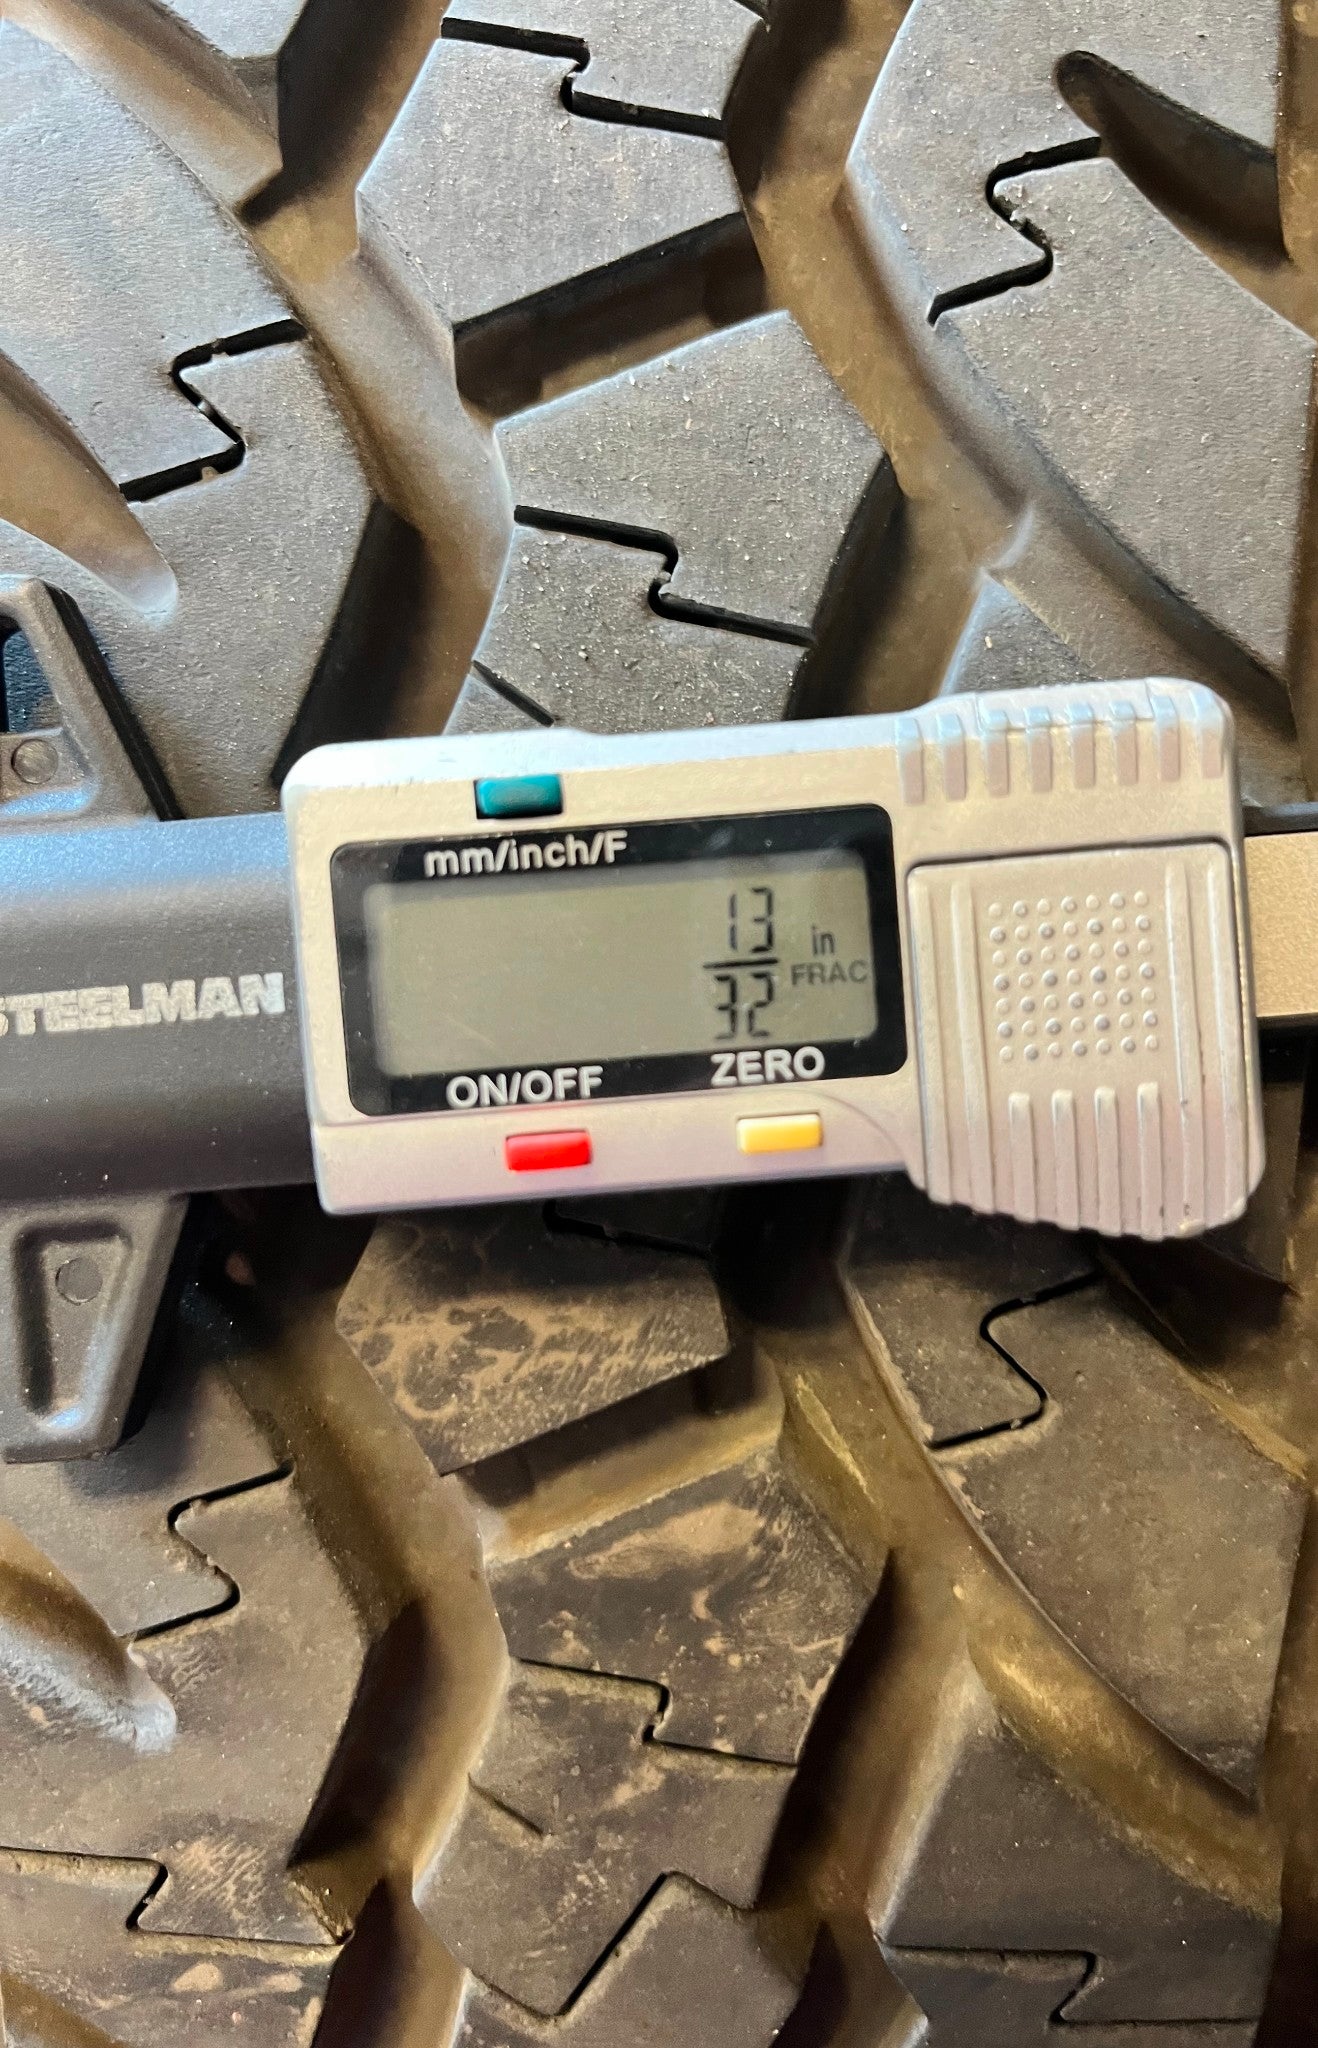 mm/inch/F
13
in
FRAC
32
STEELMAN
ON/OFF
ZERO